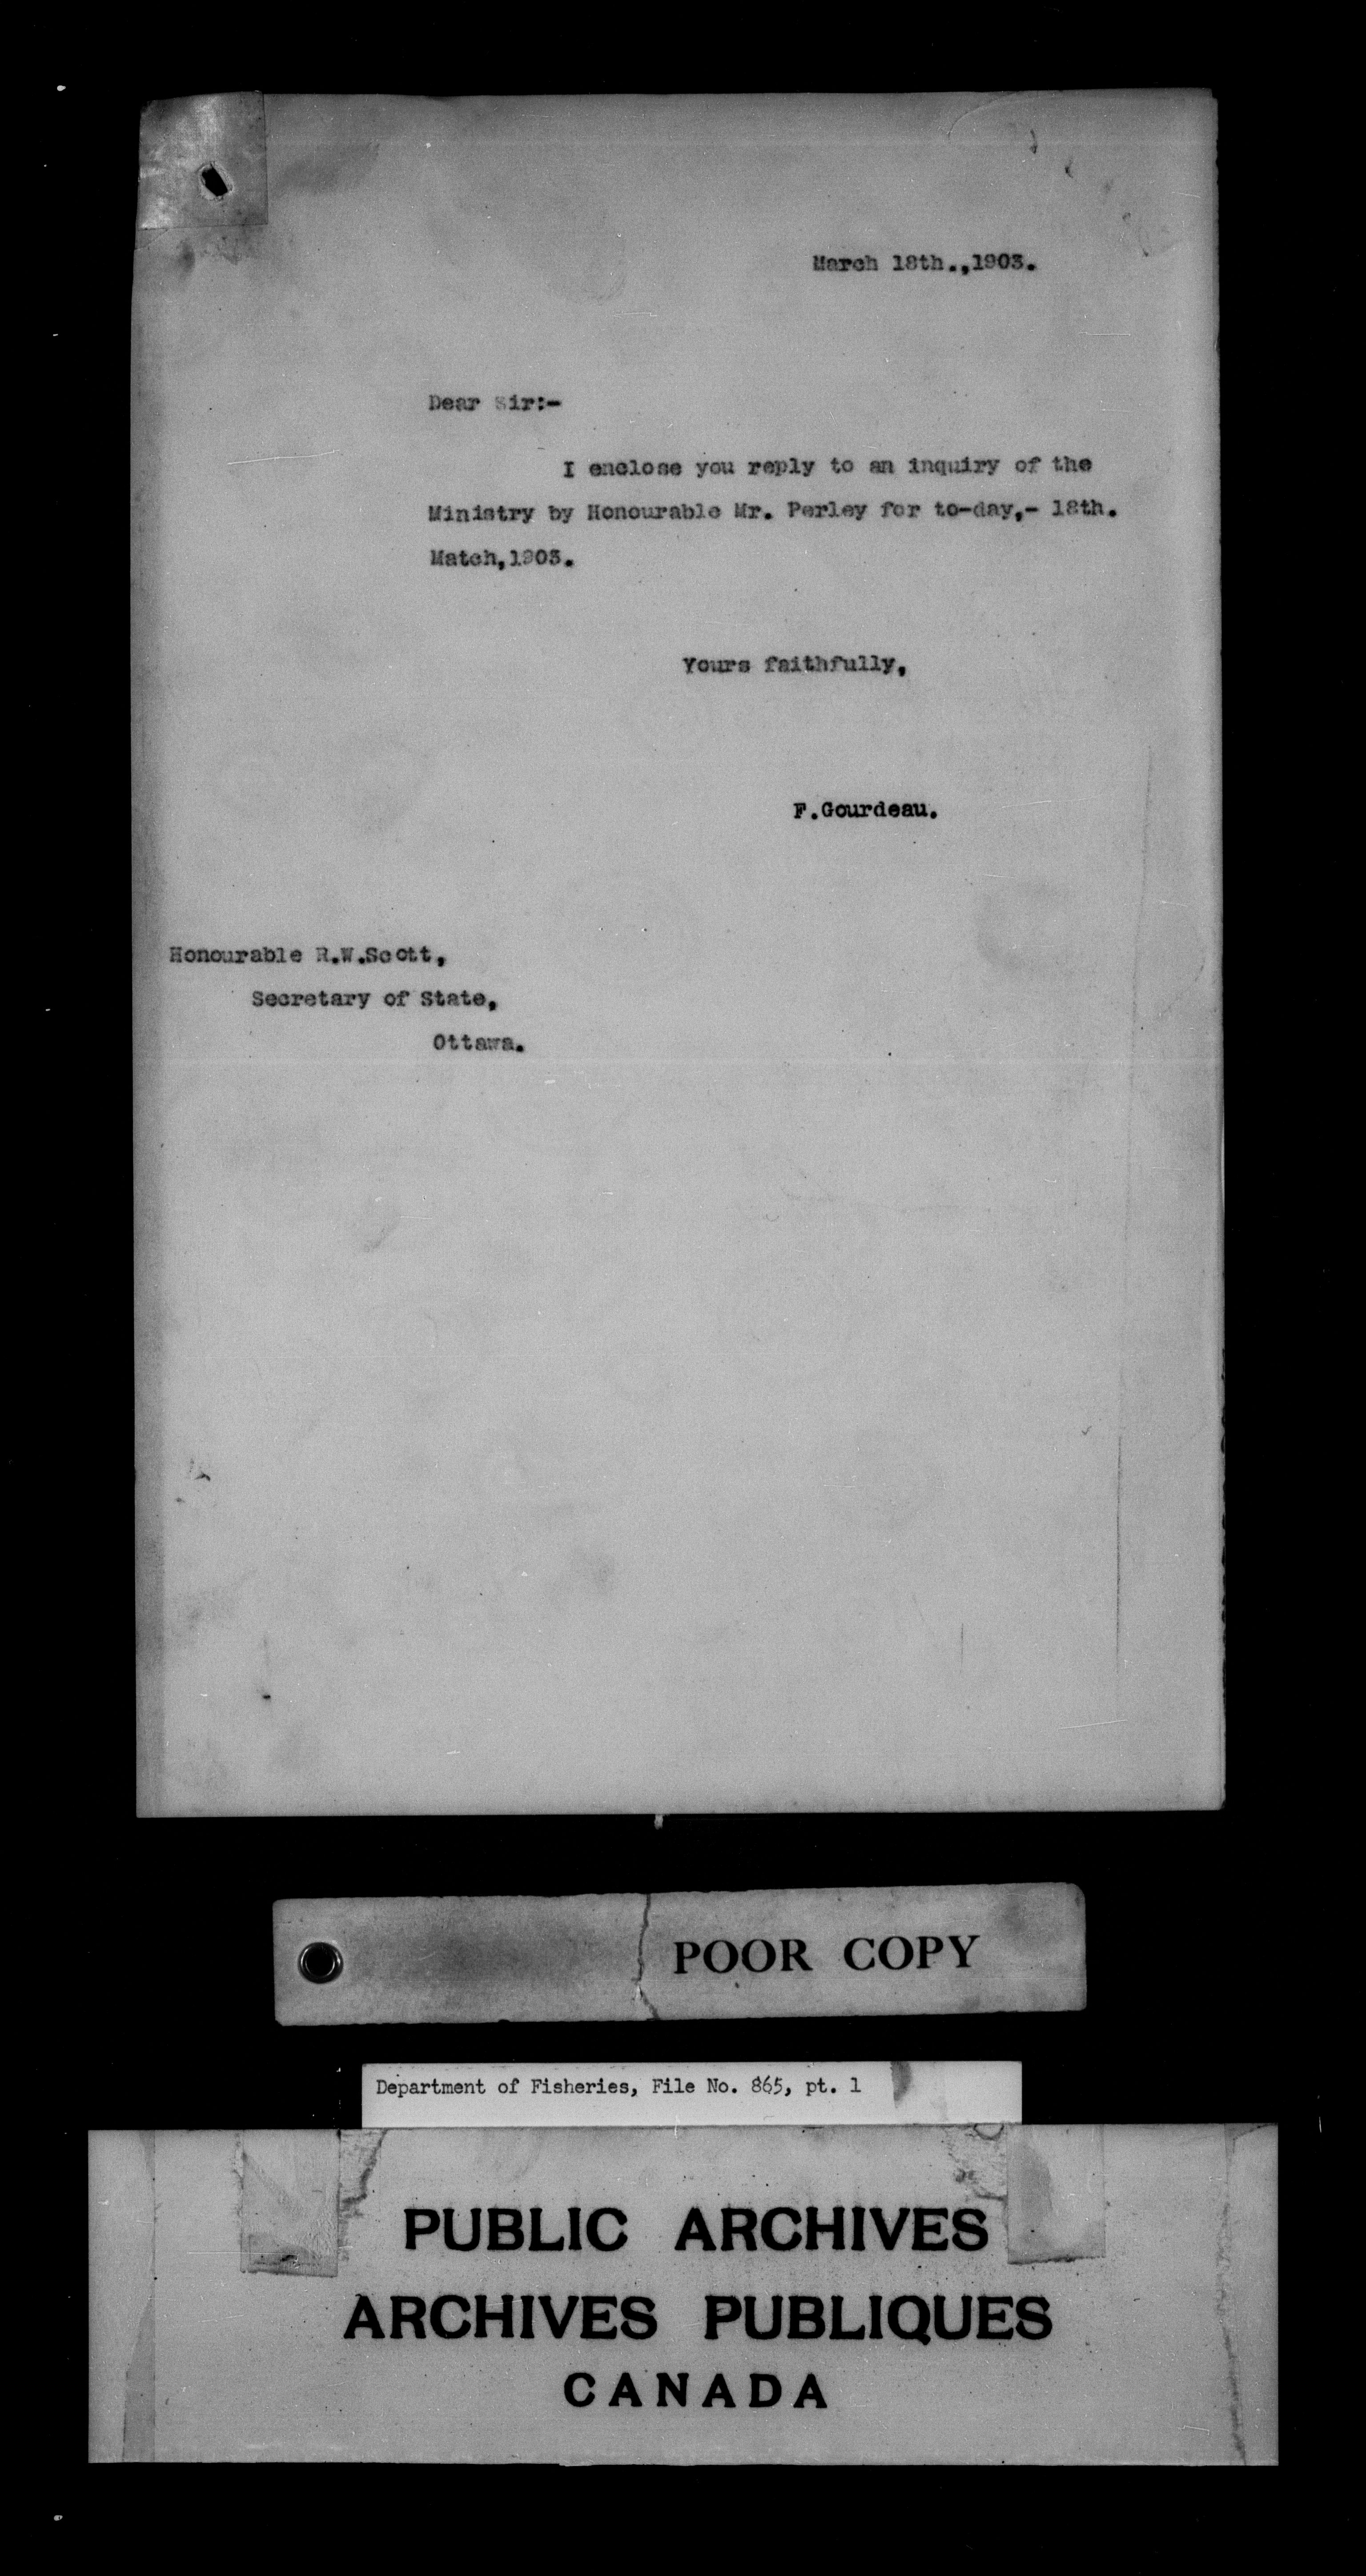 March 18th.,1903.
Dear Sir:-
I enclose you reply to an inquiry of the
Ministry by Honourable Mr. Perley for to-day,- 18th.
Match,1903.
Yours faithfully,
F.Gourdeau.
Honourable R.W.Scott,
Secretary of State,
Ottawa.
POOR COPY
Department of Fisheries, File No. 865, pt. 1
PUBLIC ARCHIVES
ARCHIVES PUBLIQUES
CANADA